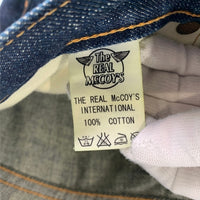 The
REAL
McCOY'S
THE REAL McCOY'S
INTERNATIONAL
100% COTTON